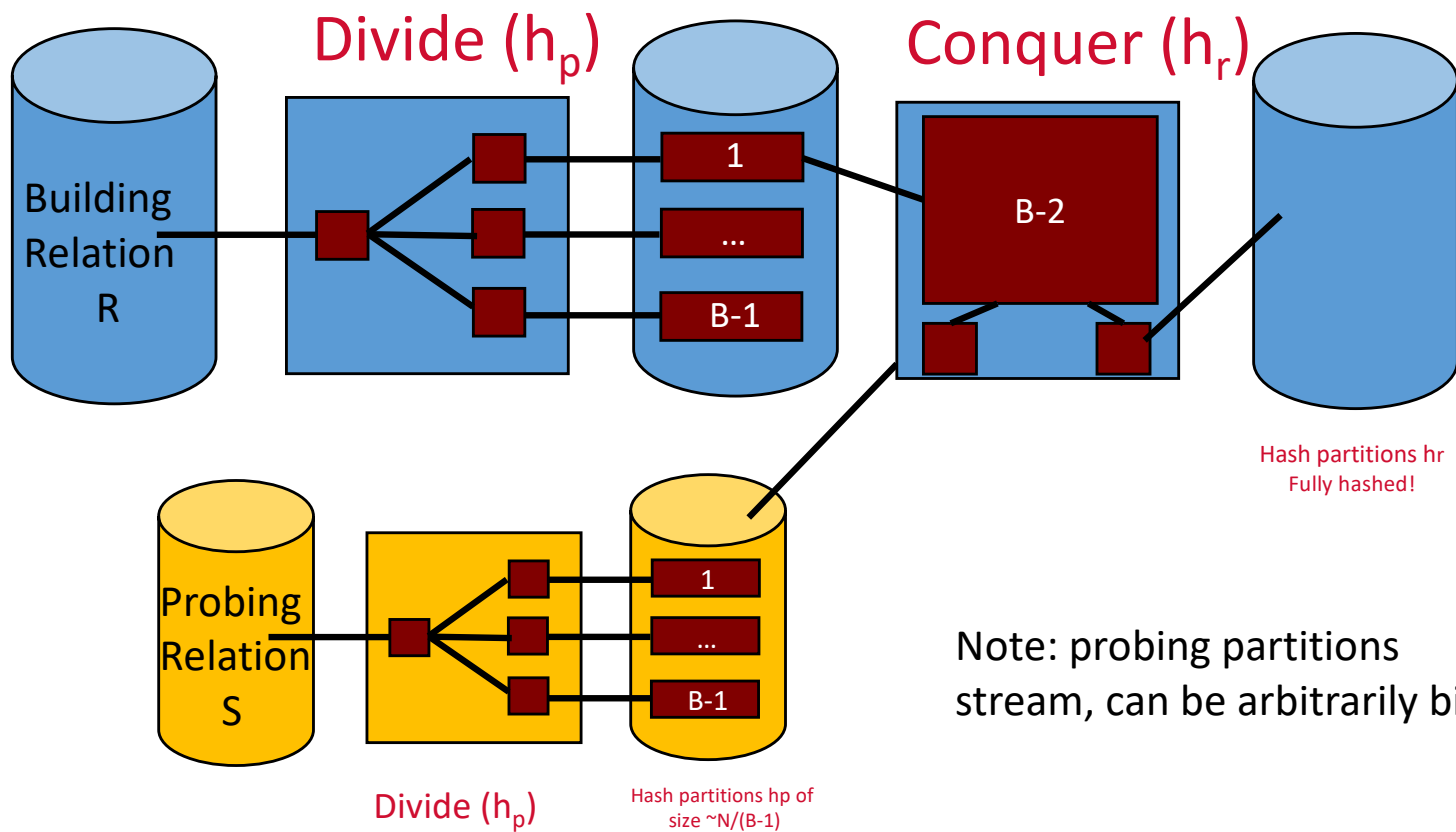 Divide (hp)
Conquer (hr)
Building
Relation
R
1
...
B-1
B-2
Hash partitions hr
Fully hashed!
Probing
Relation
S
1
...
B-1
Divide (hp)
Hash partitions hp of
size ~N/(B-1)
Note: probing partitions
stream, can be arbitrarily bi